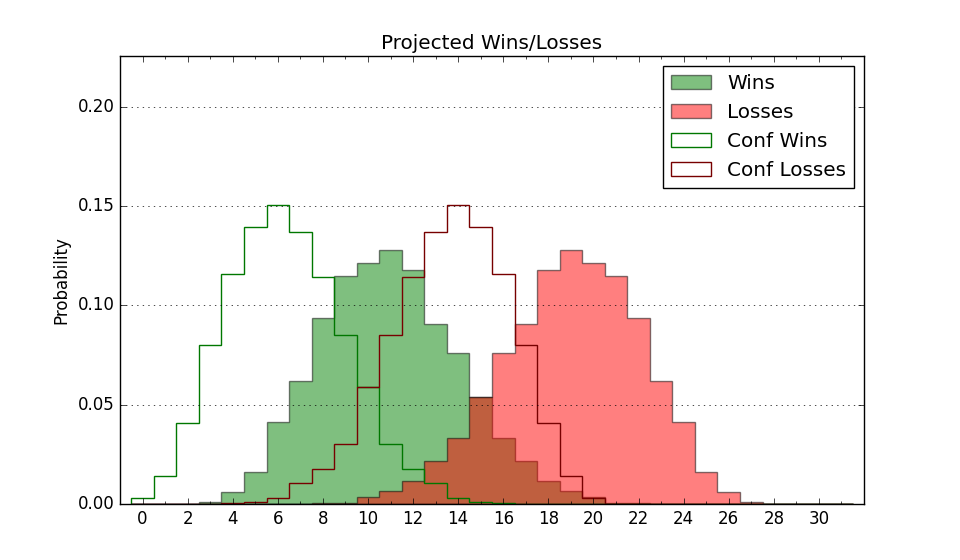 Projected Wins/Losses
Wins
Losses
Conf Wins
Conf Losses
Probability
0.20
0.15
0.10
0.05
0.00
0 2 4 6 8 10 12 14 16 18 20 22 24 26 28 30